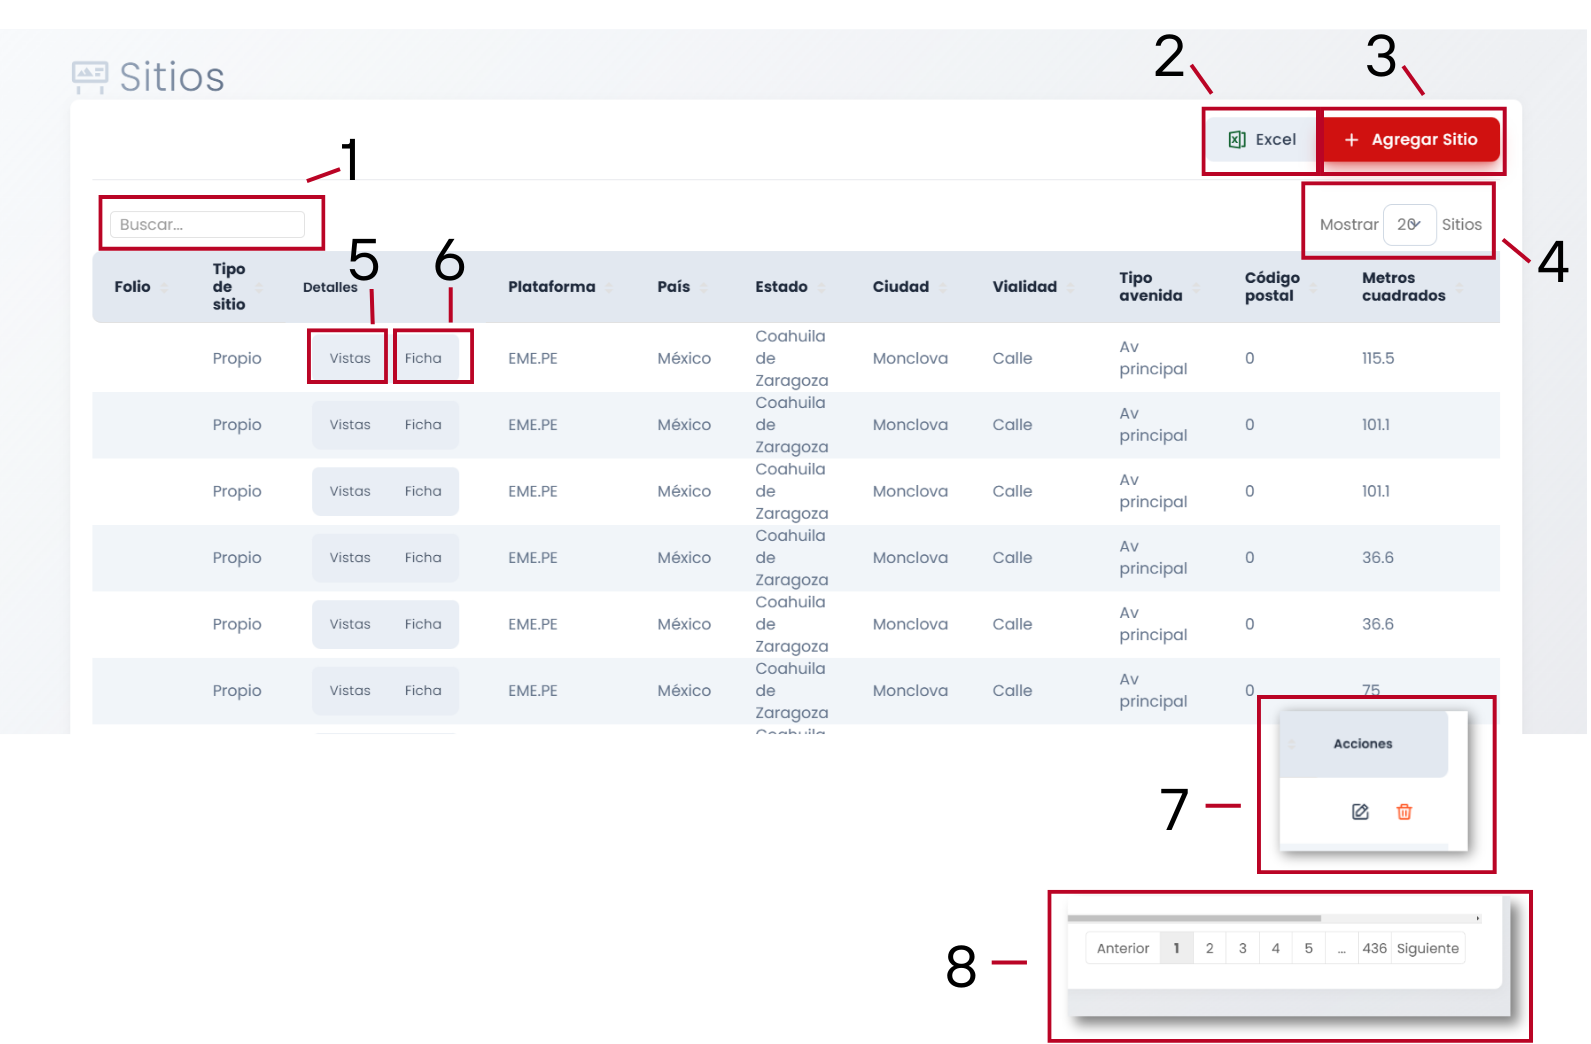 Sitios
2
3
Excel
+ Agregar Sitio
1
Buscar...
Mostrar 20 Sitios
4
5
6
Folio Tipo de sitio Detalles Plataforma País Estado Ciudad Vialidad Tipo avenida Código postal Metros cuadrados
Propio Vistas Ficha EME.PE México Coahuila de Zaragoza Monclova Calle Av principal 0 115.5
Propio Vistas Ficha EME.PE México Coahuila de Zaragoza Monclova Calle Av principal 0 101.1
Propio Vistas Ficha EME.PE México Coahuila de Zaragoza Monclova Calle Av principal 0 101.1
Propio Vistas Ficha EME.PE México Coahuila de Zaragoza Monclova Calle Av principal 0 36.6
Propio Vistas Ficha EME.PE México Coahuila de Zaragoza Monclova Calle Av principal 0 36.6
Propio Vistas Ficha EME.PE México Coahuila de Zaragoza Monclova Calle Av principal 0 75
Acciones
7
8
Anterior 1 2 3 4 5 ... 436 Siguiente